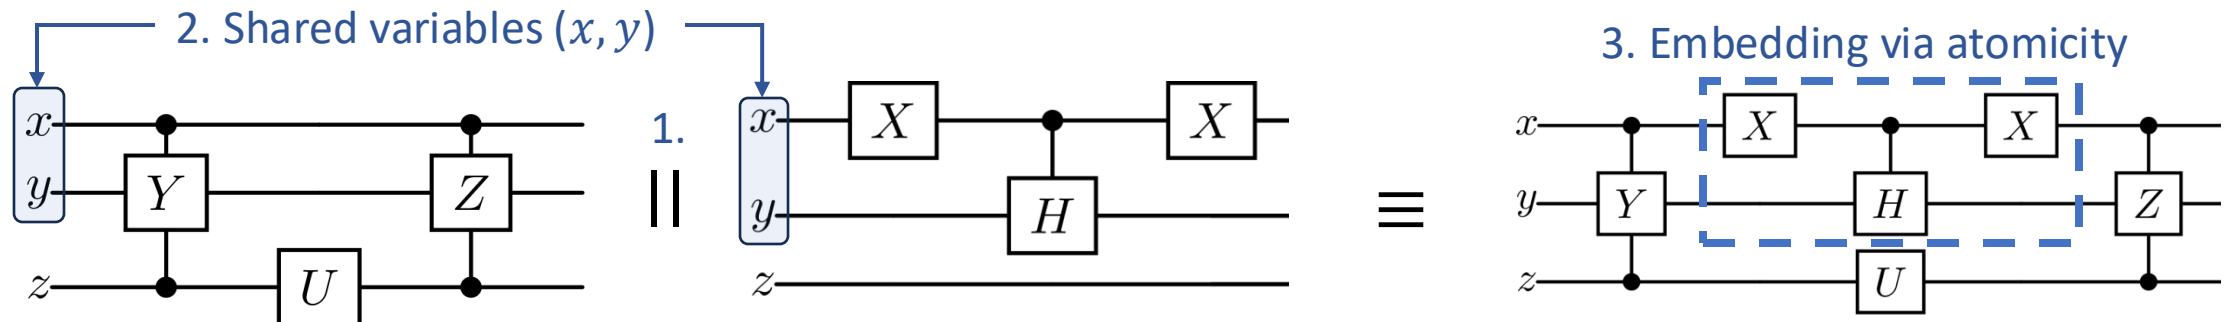 2. Shared variables (x, y)
3. Embedding via atomicity
x
y
z
Y
Z
U
1.
||
x
y
z
X
X
H
≡
x
y
z
Y
X
X
H
Z
U